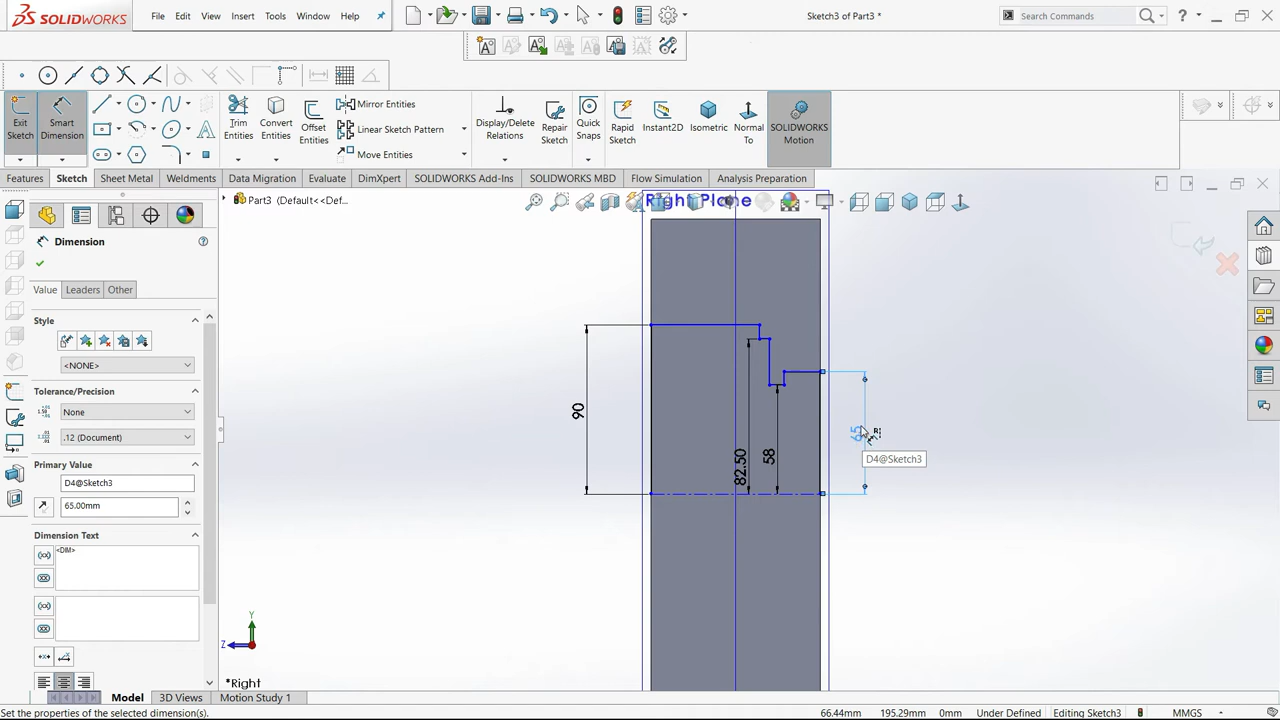 SOLIDWORKS File Edit View Insert Tools Window Help Sketch3 of Part3 * Search Commands ?
Exit Sketch Smart Dimension Trim Entities Convert Entities Offset Entities Mirror Entities Linear Sketch Pattern Move Entities Display/Delete Relations Repair Sketch Quick Snaps Rapid Sketch Instant2D Isometric Normal To SOLIDWORKS Motion
Features Sketch Sheet Metal Weldments Data Migration Evaluate DimXpert SOLIDWORKS Add-Ins SOLIDWORKS MBD Flow Simulation Analysis Preparation
Part3 (Default<<Def...
Right Plane
Dimension ?
Value Leaders Other
Style
<NONE>
Tolerance/Precision
None
.12 (Document)
Primary Value
D4@Sketch3
65.00mm
Dimension Text
<DIM>
90
82.50
58
65
D4@Sketch3
Y
Z
*Right
Model 3D Views Motion Study 1
Set the properties of the selected dimension(s). 66.44mm 195.29mm 0mm Under Defined Editing Sketch3 MMGS